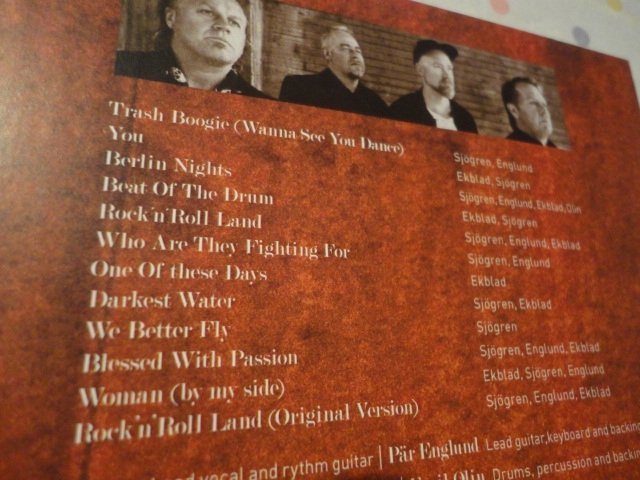 Trash Boogie (Wanna See You Dance) Sjögren, Englund
You Ekblad, Sjögren
Berlin Nights Sjögren, Englund, Ekblad, Olin
Beat Of The Drum Ekblad, Sjögren
Rock'n'Roll Land Sjögren, Englund, Ekblad
Who Are They Fighting For Sjögren, Englund
One Of these Days Ekblad
Darkest Water Sjögren, Ekblad
We Better Fly Sjögren
Blessed With Passion Sjögren, Englund, Ekblad
Woman (by my side) Ekblad, Sjögren, Englund
Rock'n'Roll Land (Original Version) Sjögren, Englund, Ekblad
vocal and rythm guitar | Pär Englund Lead guitar,keyboard and backing
Olin Drums, percussion and backing